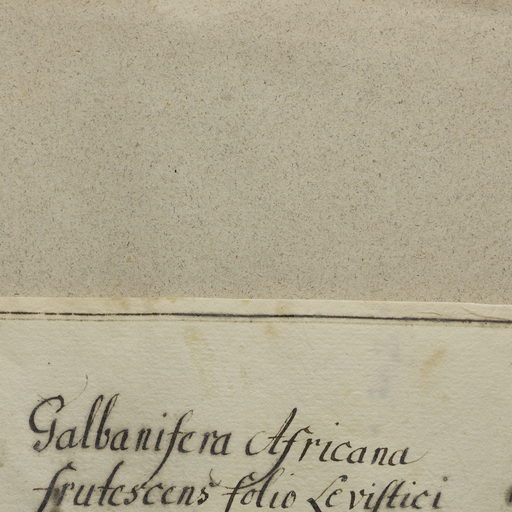 Galbanifera Africana
frutescens folio Leviſtici